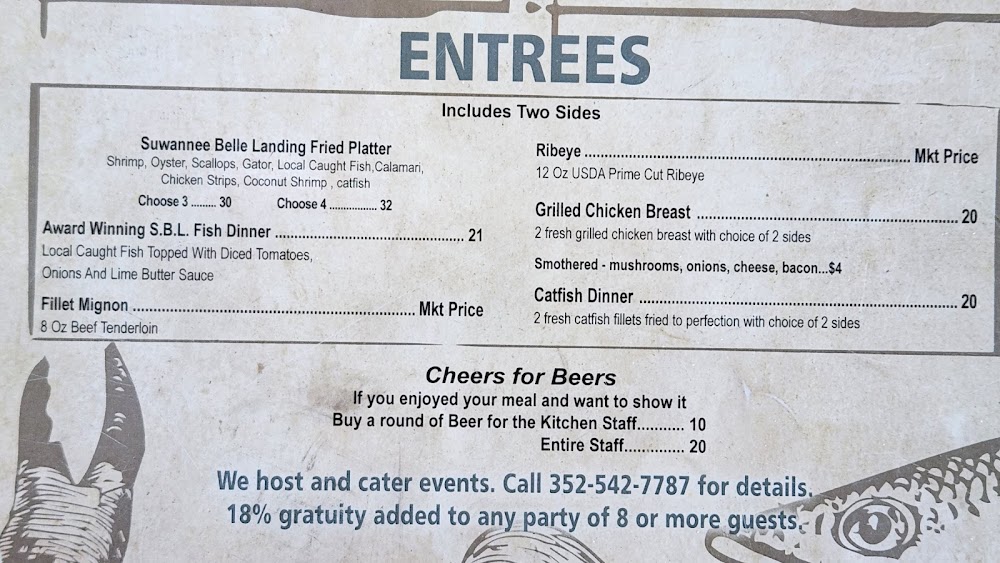 ENTREES
Includes Two Sides
Suwannee Belle Landing Fried Platter
Shrimp, Oyster, Scallops, Gator, Local Caught Fish,Calamari,
Chicken Strips, Coconut Shrimp , catfish
Choose 3 ......... 30 Choose 4 ................ 32
Award Winning S.B.L. Fish Dinner ................................................ 21
Local Caught Fish Topped With Diced Tomatoes,
Onions And Lime Butter Sauce
Fillet Mignon ........................................................................ Mkt Price
8 Oz Beef Tenderloin
Ribeye .................................................................................. Mkt Price
12 Oz USDA Prime Cut Ribeye
Grilled Chicken Breast ................................................................. 20
2 fresh grilled chicken breast with choice of 2 sides
Smothered - mushrooms, onions, cheese, bacon...$4
Catfish Dinner ................................................................................ 20
2 fresh catfish fillets fried to perfection with choice of 2 sides
Cheers for Beers
If you enjoyed your meal and want to show it
Buy a round of Beer for the Kitchen Staff........... 10
Entire Staff.............. 20
We host and cater events. Call 352-542-7787 for details.
18% gratuity added to any party of 8 or more guests.